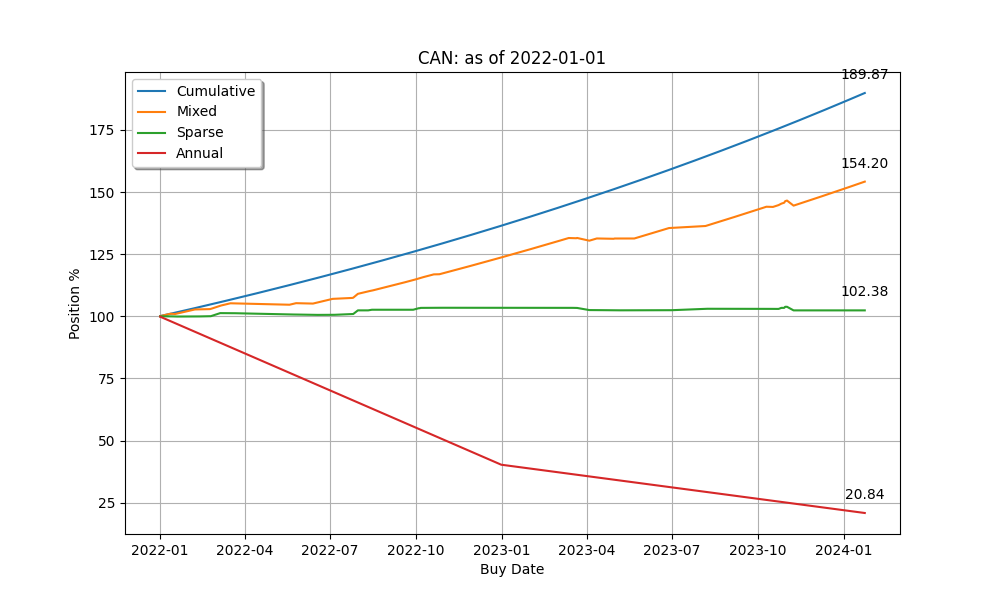 CAN: as of 2022-01-01
Cumulative
Mixed
Sparse
Annual
189.87
154.20
102.38
20.84
175
150
125
100
75
50
25
Position %
2022-01 2022-04 2022-07 2022-10 2023-01 2023-04 2023-07 2023-10 2024-01
Buy Date